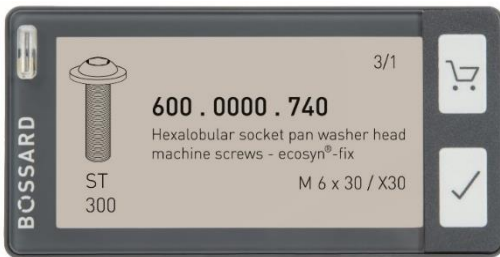 3/1
600 . 0000 . 740
Hexalobular socket pan washer head
machine screws - ecosyn®-fix
ST
M 6 x 30 / X30
300
BOSSARD